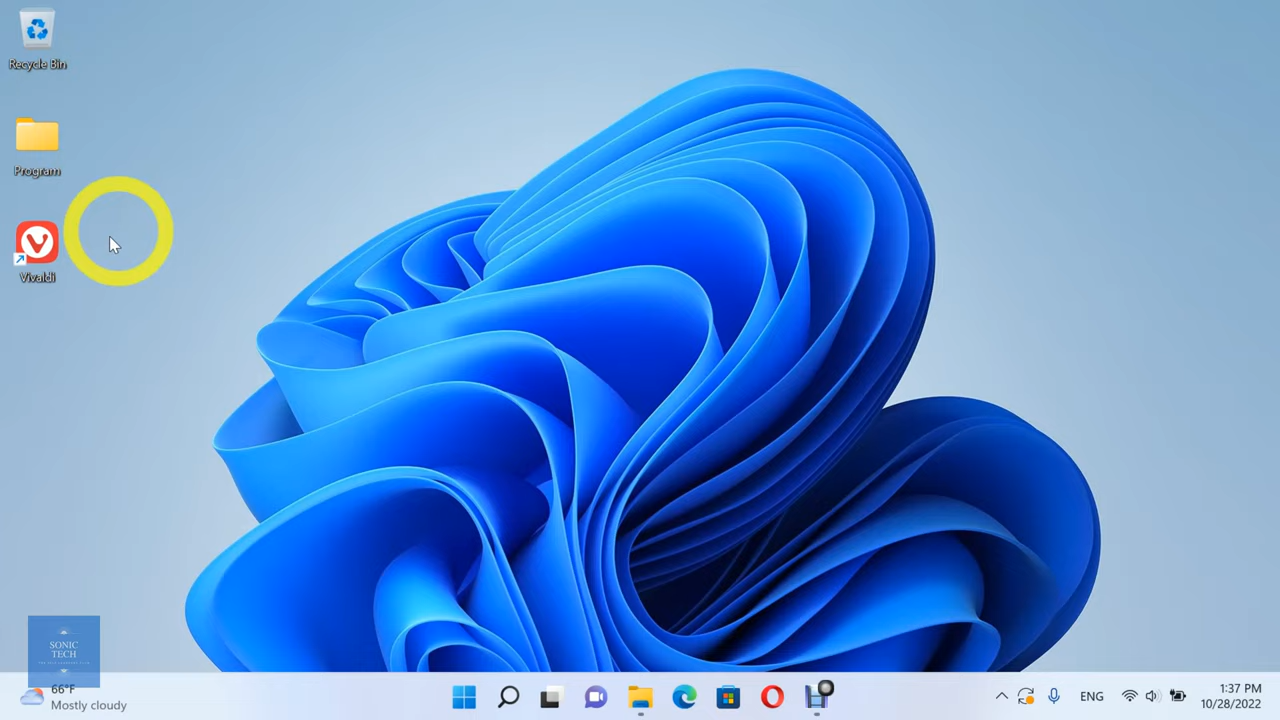 Recycle Bin
Program
Vivaldi
SONIC
TECH
66°F
Mostly cloudy
ENG
1:37 PM
10/28/2022